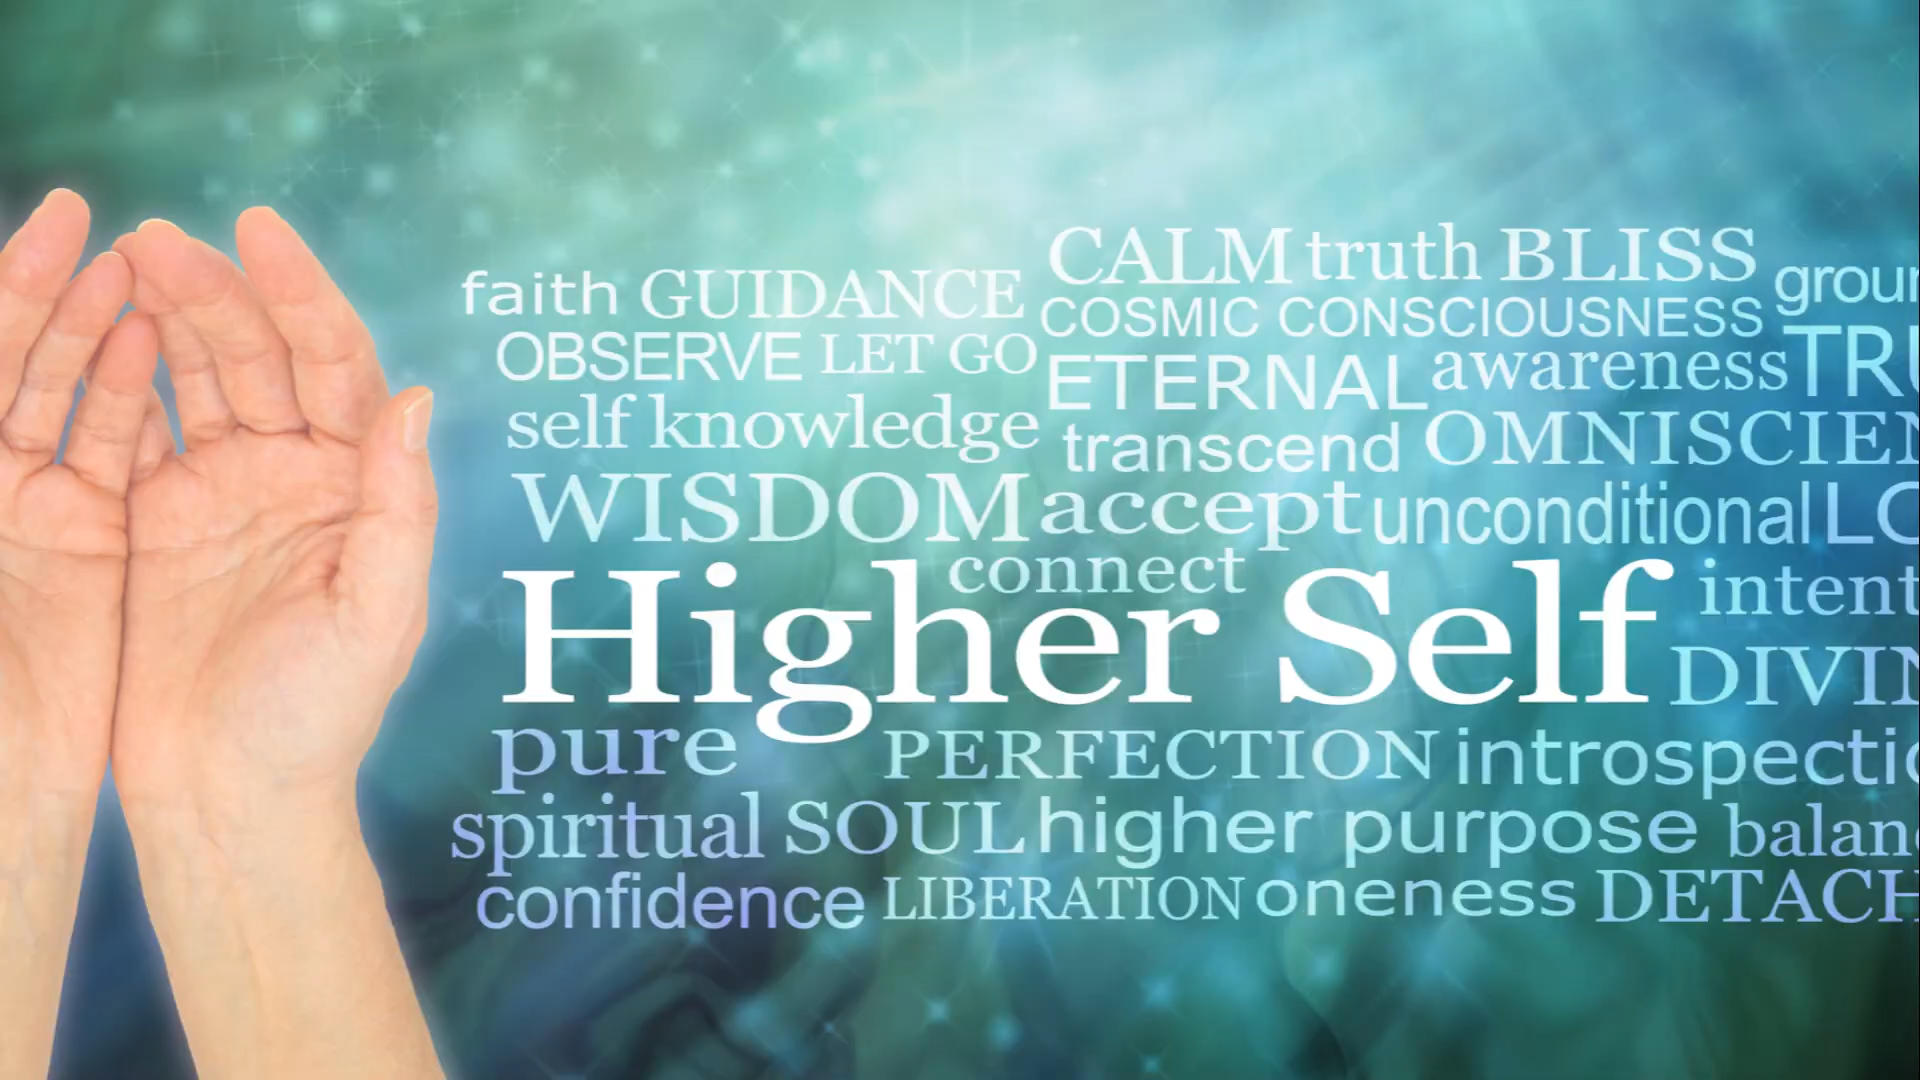 CALM truth BLISS
faith GUIDANCE
COSMIC CONSCIOUSNESS
OBSERVE LET GO
ETERNAL awareness
self knowledge
transcend
WISDOM accept unconditional
connect
Higher Self
pure PERFECTION
spiritual SOUL higher purpose
confidence LIBERATION oneness DETACH